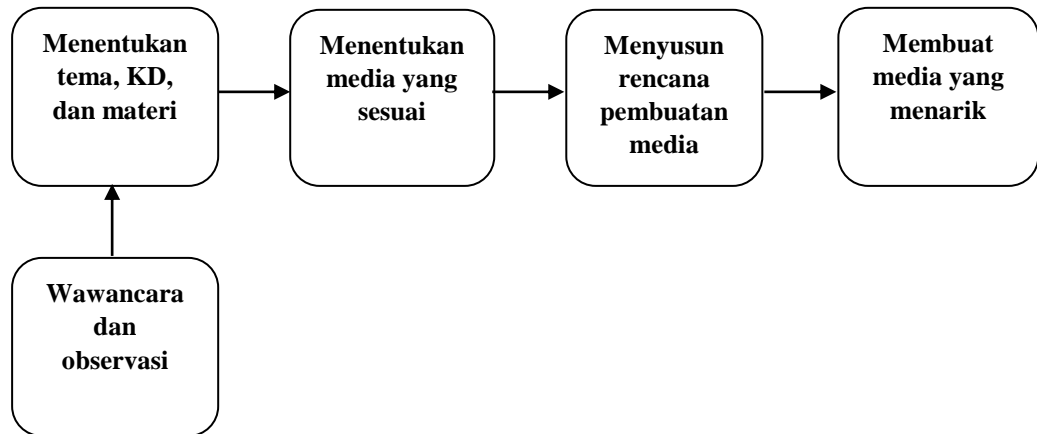 Menentukan
tema, KD,
dan materi
Menentukan
media yang
sesuai
Menyusun
rencana
pembuatan
media
Membuat
media yang
menarik
Wawancara
dan
observasi